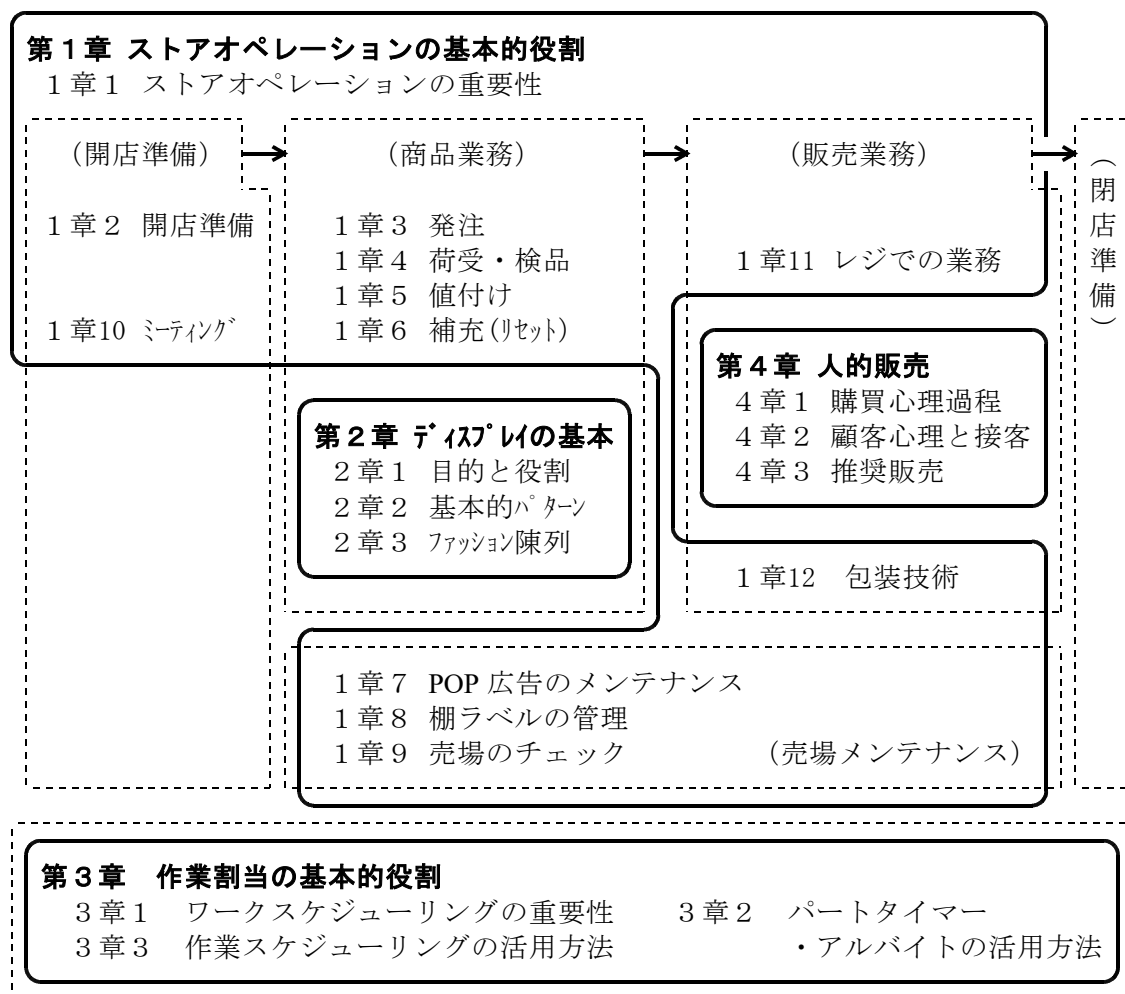 第１章 ストアオペレーションの基本的役割
１章１ ストアオペレーションの重要性
（開店準備）
１章２ 開店準備
１章10 ﾐｰﾃｨﾝｸﾞ
（商品業務）
１章３ 発注
１章４ 荷受・検品
１章５ 値付け
１章６ 補充(ﾘｾｯﾄ)
第２章 ﾃﾞｨｽﾌﾟﾚｲの基本
２章１ 目的と役割
２章２ 基本的ﾊﾟﾀｰﾝ
２章３ ﾌｧｯｼｮﾝ陳列
（販売業務）
１章11 レジでの業務
第４章 人的販売
４章１ 購買心理過程
４章２ 顧客心理と接客
４章３ 推奨販売
１章12 包装技術
（閉店準備）
１章７ POP 広告のメンテナンス
１章８ 棚ラベルの管理
１章９ 売場のチェック （売場メンテナンス）
第３章 作業割当の基本的役割
３章１ ワークスケジューリングの重要性 ３章２ パートタイマー
３章３ 作業スケジューリングの活用方法 ・アルバイトの活用方法